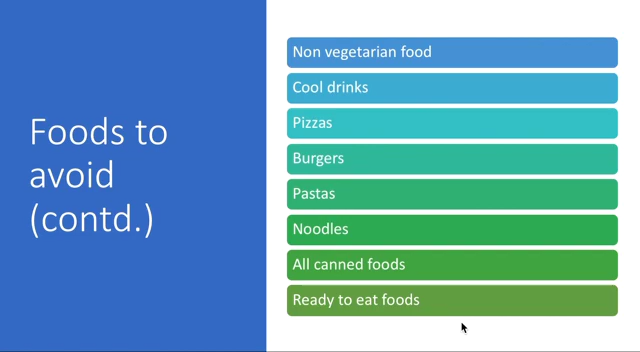 Foods to
avoid
(contd.)
Non vegetarian food
Cool drinks
Pizzas
Burgers
Pastas
Noodles
All canned foods
Ready to eat foods